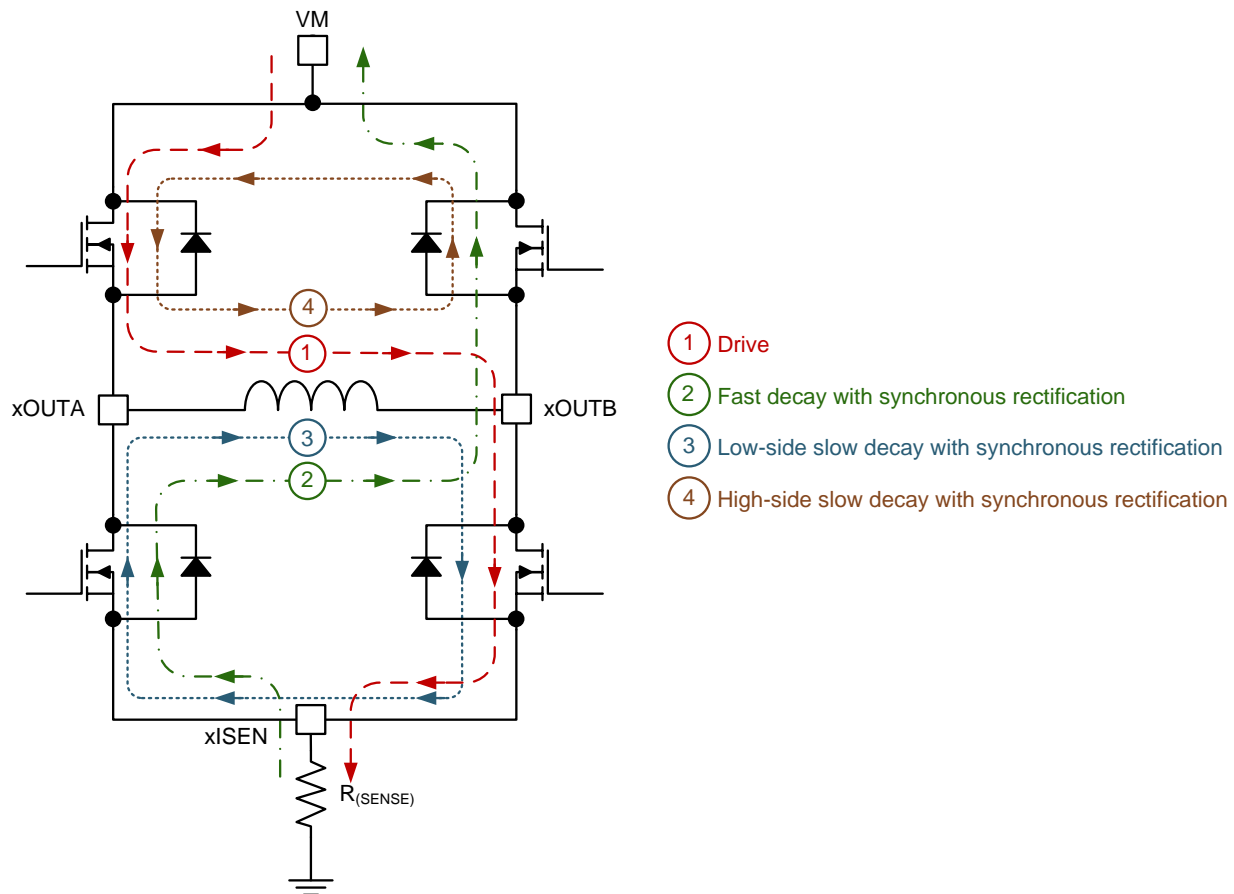 VM
4
1
xOUTA
xOUTB
3
2
xISEN
R(SENSE)
1 Drive
2 Fast decay with synchronous rectification
3 Low-side slow decay with synchronous rectification
4 High-side slow decay with synchronous rectification